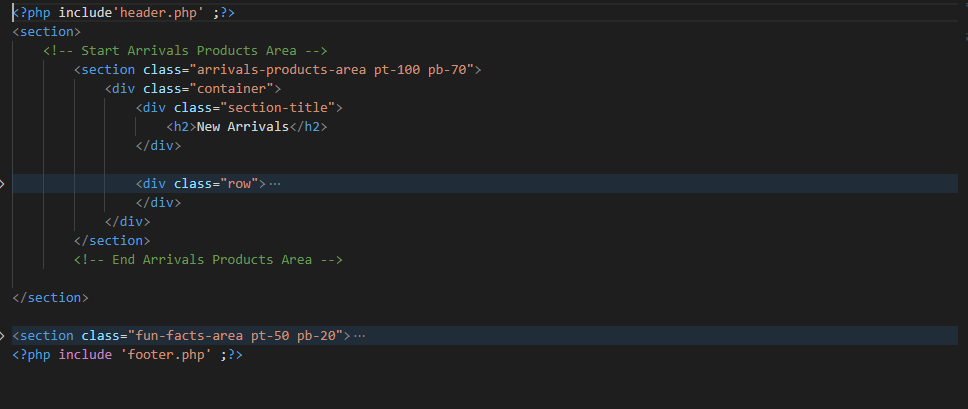 <?php include'header.php' ;?>
<section>
<!-- Start Arrivals Products Area -->
<section class="arrivals-products-area pt-100 pb-70">
<div class="container">
<div class="section-title">
<h2>New Arrivals</h2>
</div>
<div class="row">···
</div>
</div>
</section>
<!-- End Arrivals Products Area -->
</section>
<section class="fun-facts-area pt-50 pb-20">···
<?php include 'footer.php' ;?>